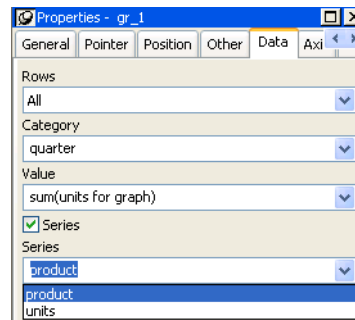 Properties - gr_1
General Pointer Position Other Data Axi
Rows
All
Category
quarter
Value
sum(units for graph)
Series
Series
product
product
units